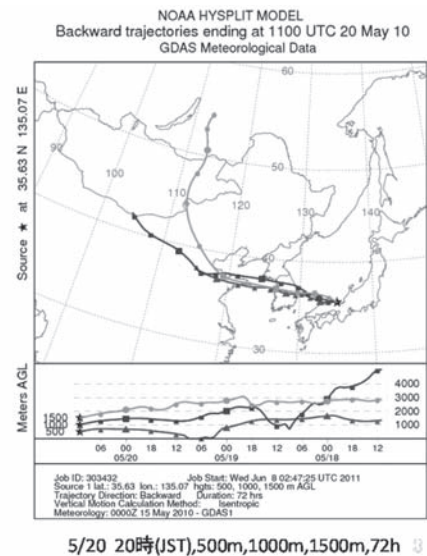 NOAA HYSPLIT MODEL
Backward trajectories ending at 1100 UTC 20 May 10
GDAS Meteorological Data
Source ★ at 35.63 N 135.07 E
60
50
90
100
110
120
130
140
40
30
Meters AGL
1500
1000
500
4000
3000
2000
1000
06 00 18 12 06 00 18 12 06 00 18 12
05/20 05/19 05/18
Job ID: 303432 Job Start: Wed Jun 8 02:47:25 UTC 2011
Source 1 lat.: 35.63 lon.: 135.07 hgts: 500, 1000, 1500 m AGL
Trajectory Direction: Backward Duration: 72 hrs
Vertical Motion Calculation Method: Isentropic
Meteorology: 0000Z 15 May 2010 - GDAS1
5/20 20時(JST),500m,1000m,1500m,72h